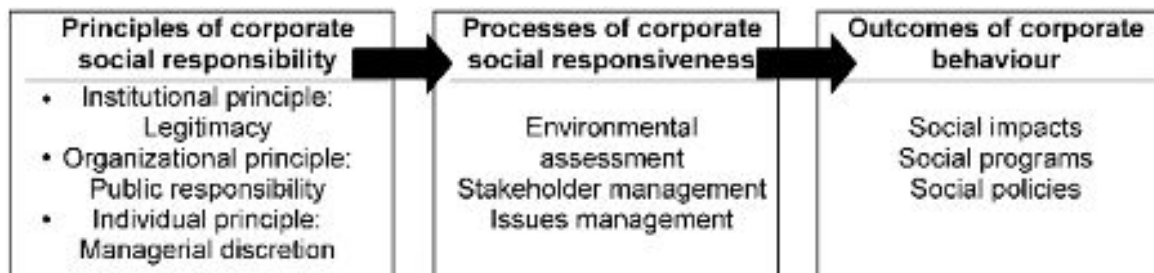 Principles of corporate
social responsibility
• Institutional principle:
Legitimacy
• Organizational principle:
Public responsibility
• Individual principle:
Managerial discretion
Processes of corporate
social responsiveness
Environmental
assessment
Stakeholder management
Issues management
Outcomes of corporate
behaviour
Social impacts
Social programs
Social policies